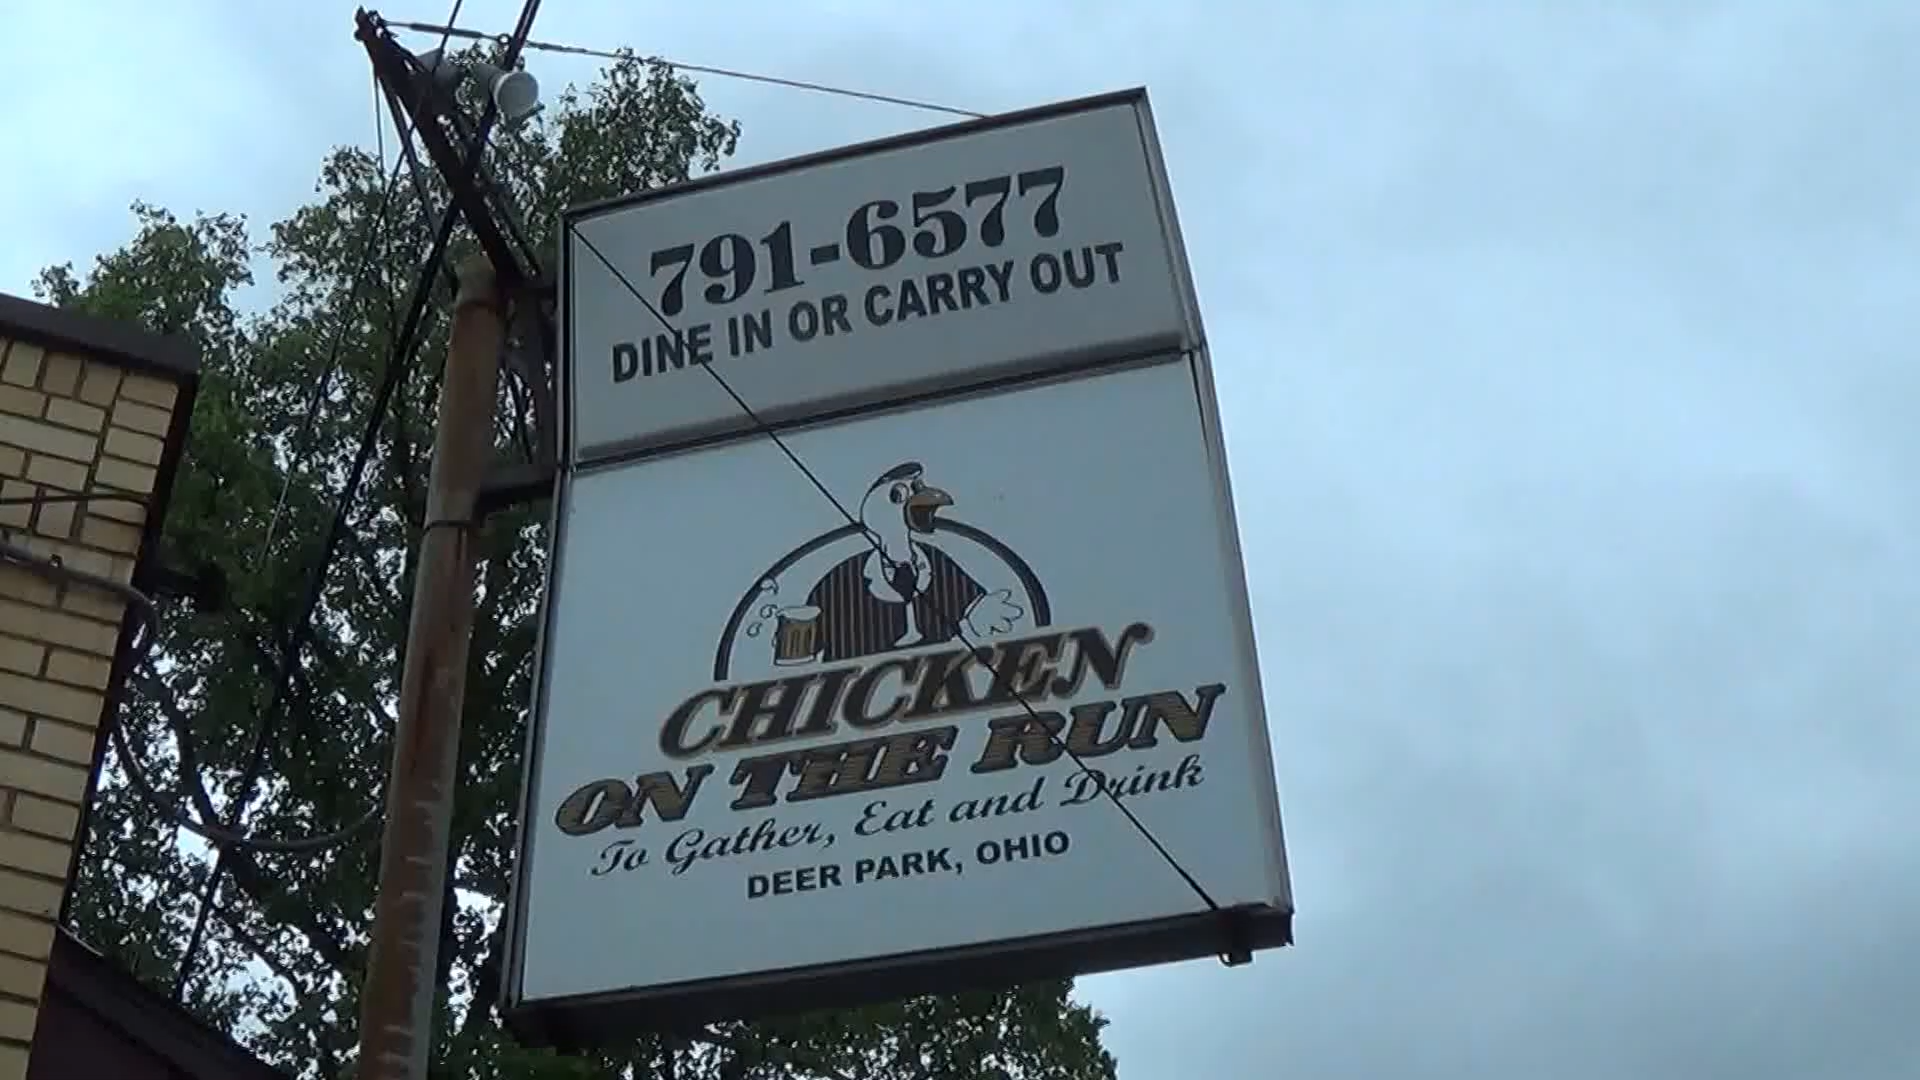 791-6577
DINE IN OR CARRY OUT
CHICKEN
ON THE RUN
To Gather, Eat and Drink
DEER PARK, OHIO